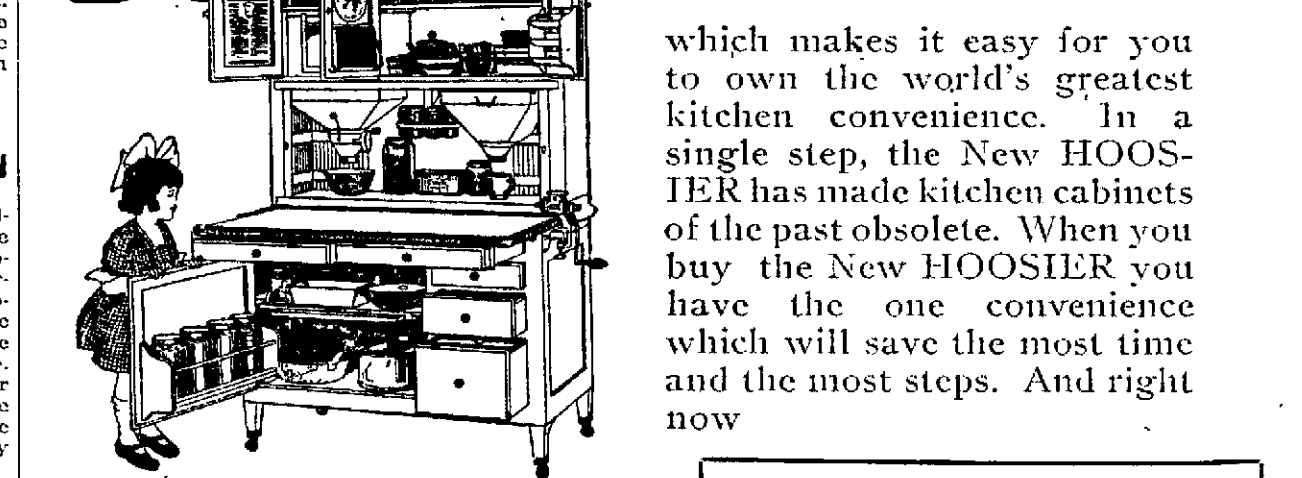 which makes it easy for you
to own the world's greatest
kitchen convenience. In a
single step, the New HOOS-
IER has made kitchen cabinets
of the past obsolete. When you
buy the New HOOSIER you
have the one convenience
which will save the most time
and the most steps. And right
now